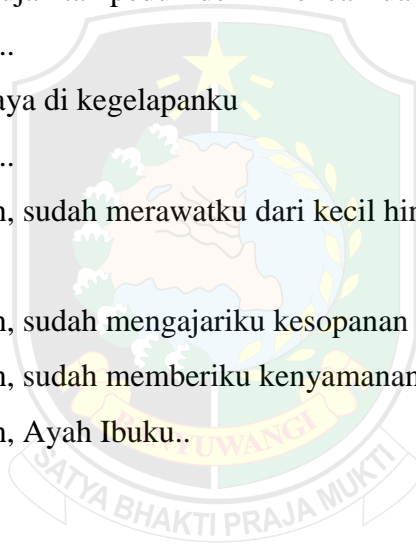 ..
aya di kegelapanku
..
, sudah merawatku dari kecil
, sudah mengajariku kesopanan
, sudah memberiku kenyamanan
, Ayah Ibuku..
BANYUWANGI
SATYA BHAKTI PRAJA MUKTI